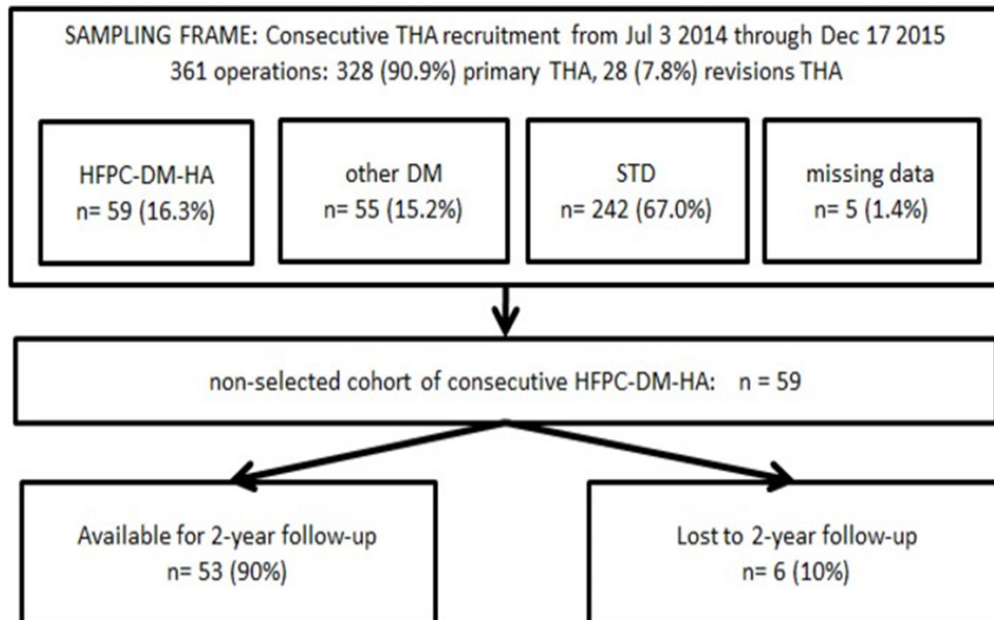 SAMPLING FRAME: Consecutive THA recruitment from Jul 3 2014 through Dec 17 2015
361 operations: 328 (90.9%) primary THA, 28 (7.8%) revisions THA
HFPC-DM-HA
n= 59 (16.3%)
other DM
n= 55 (15.2%)
STD
n= 242 (67.0%)
missing data
n= 5 (1.4%)
non-selected cohort of consecutive HFPC-DM-HA: n = 59
Available for 2-year follow-up
n= 53 (90%)
Lost to 2-year follow-up
n= 6 (10%)